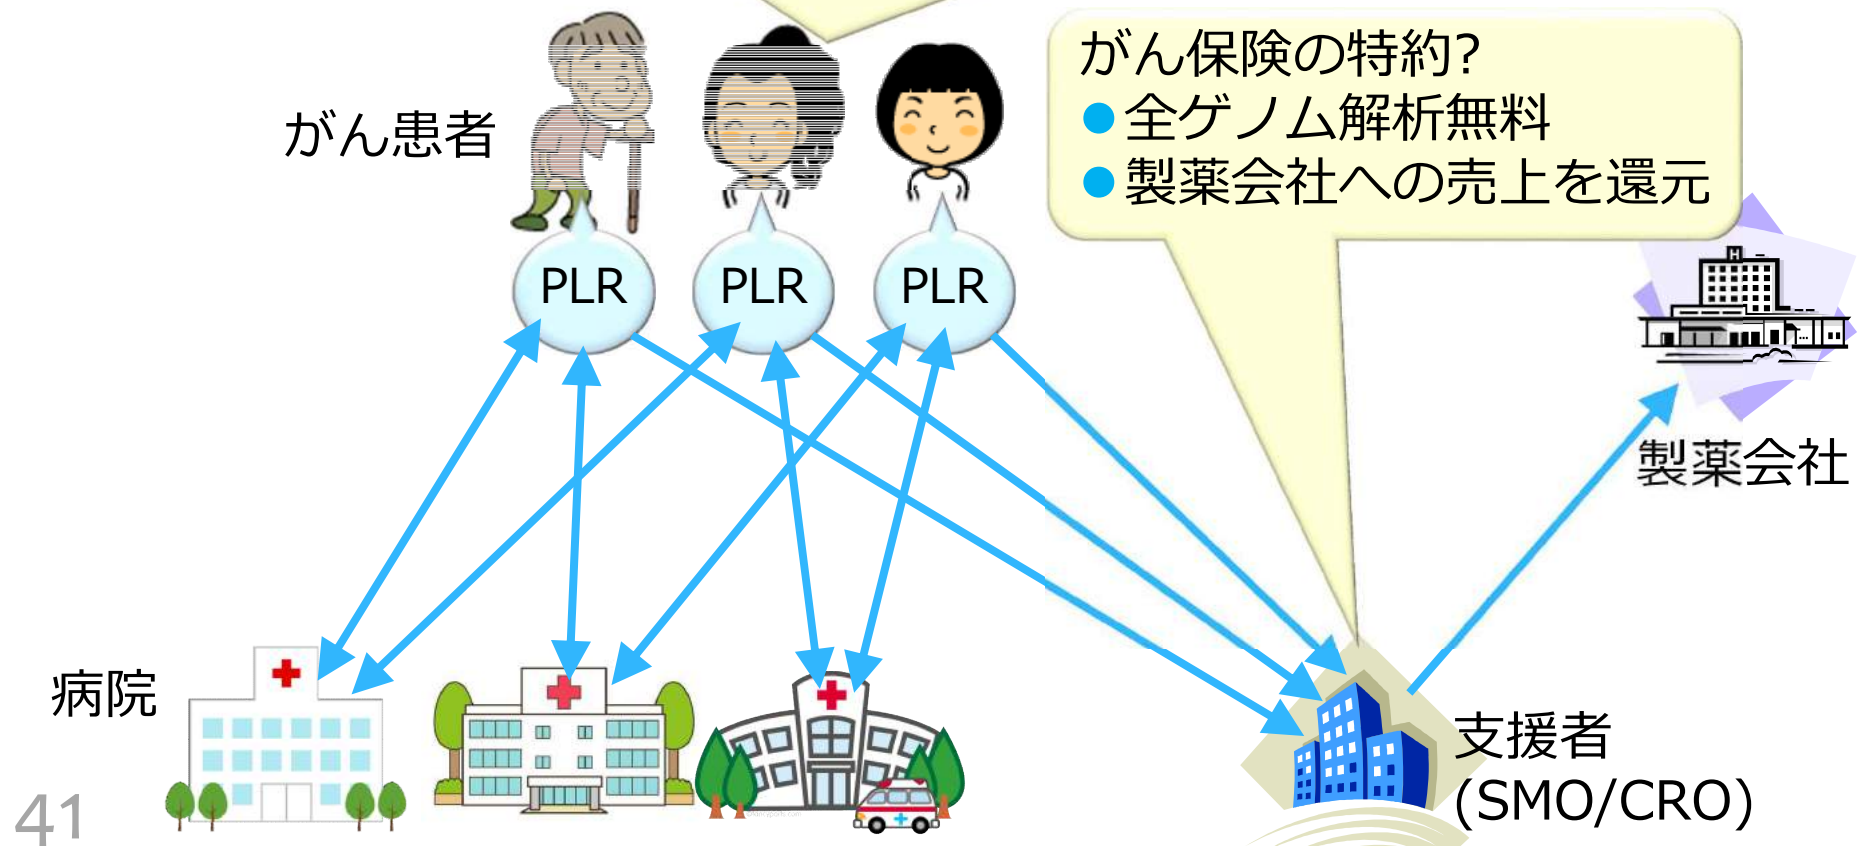 がん保険の特約?
●全ゲノム解析無料
●製薬会社への売上を還元
がん患者
PLR
PLR
PLR
製薬会社
病院
支援者
(SMO/CRO)
41